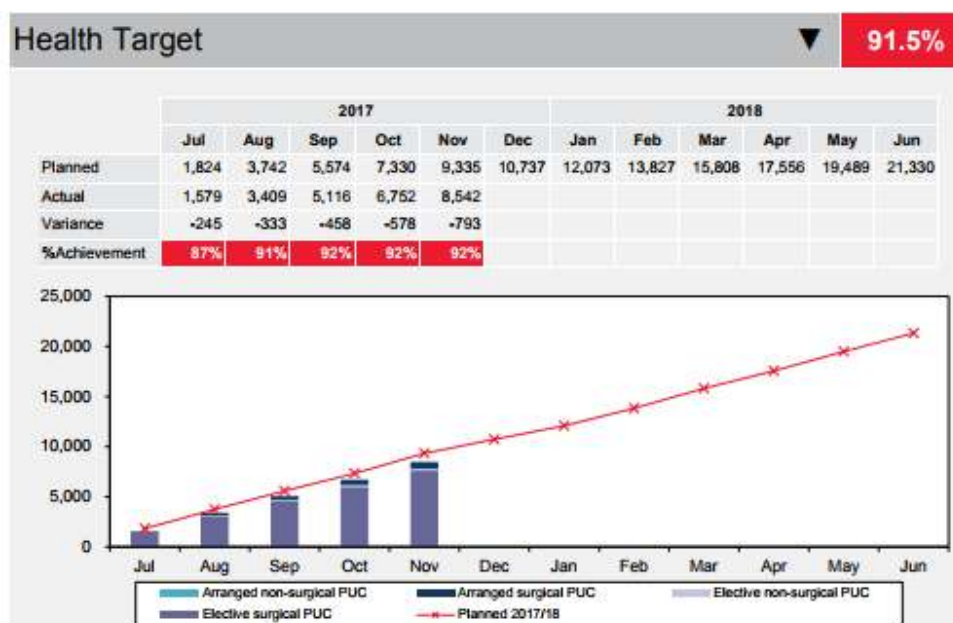 Health Target ▼ 91.5%
2017 2018
Jul Aug Sep Oct Nov Dec Jan Feb Mar Apr May Jun
Planned 1,824 3,742 5,574 7,330 9,335 10,737 12,073 13,827 15,808 17,556 19,489 21,330
Actual 1,579 3,409 5,116 6,752 8,542
Variance -245 -333 -458 -578 -793
%Achievement 87% 91% 92% 92% 92%
25,000
20,000
15,000
10,000
5,000
0
Jul Aug Sep Oct Nov Dec Jan Feb Mar Apr May Jun
Arranged non-surgical PUC Arranged surgical PUC Elective non-surgical PUC
Elective surgical PUC Planned 2017/18